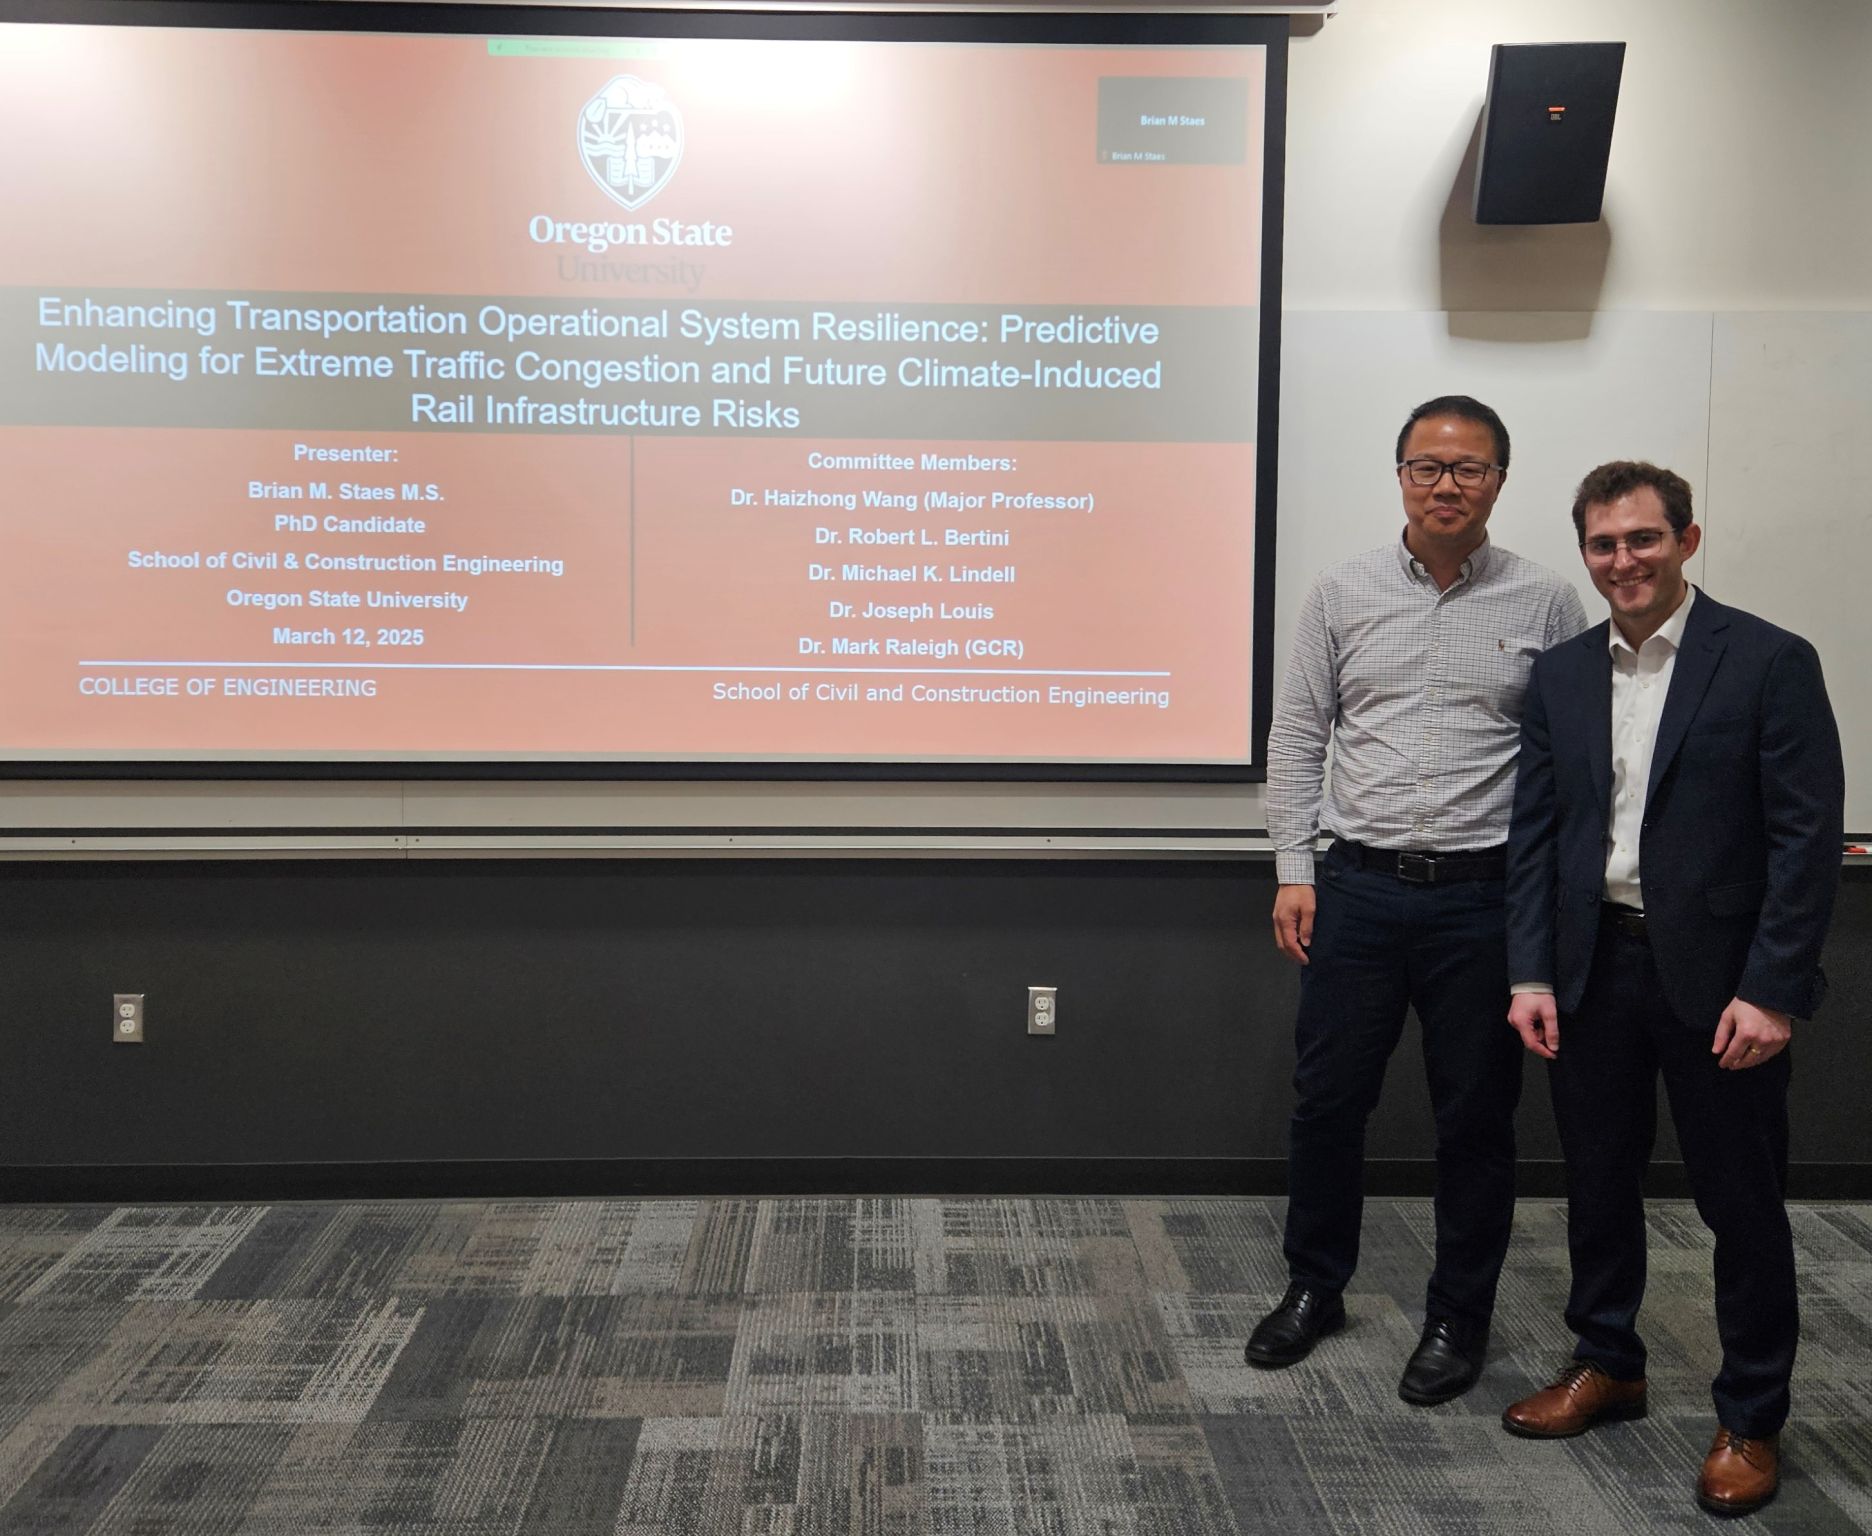 Brian M Staes
Brian M Staes
Oregon State
University
Enhancing Transportation Operational System Resilience: Predictive
Modeling for Extreme Traffic Congestion and Future Climate-Induced
Rail Infrastructure Risks
Presenter:
Brian M. Staes M.S.
PhD Candidate
School of Civil & Construction Engineering
Oregon State University
March 12, 2025
Committee Members:
Dr. Haizhong Wang (Major Professor)
Dr. Robert L. Bertini
Dr. Michael K. Lindell
Dr. Joseph Louis
Dr. Mark Raleigh (GCR)
COLLEGE OF ENGINEERING
School of Civil and Construction Engineering
JBL